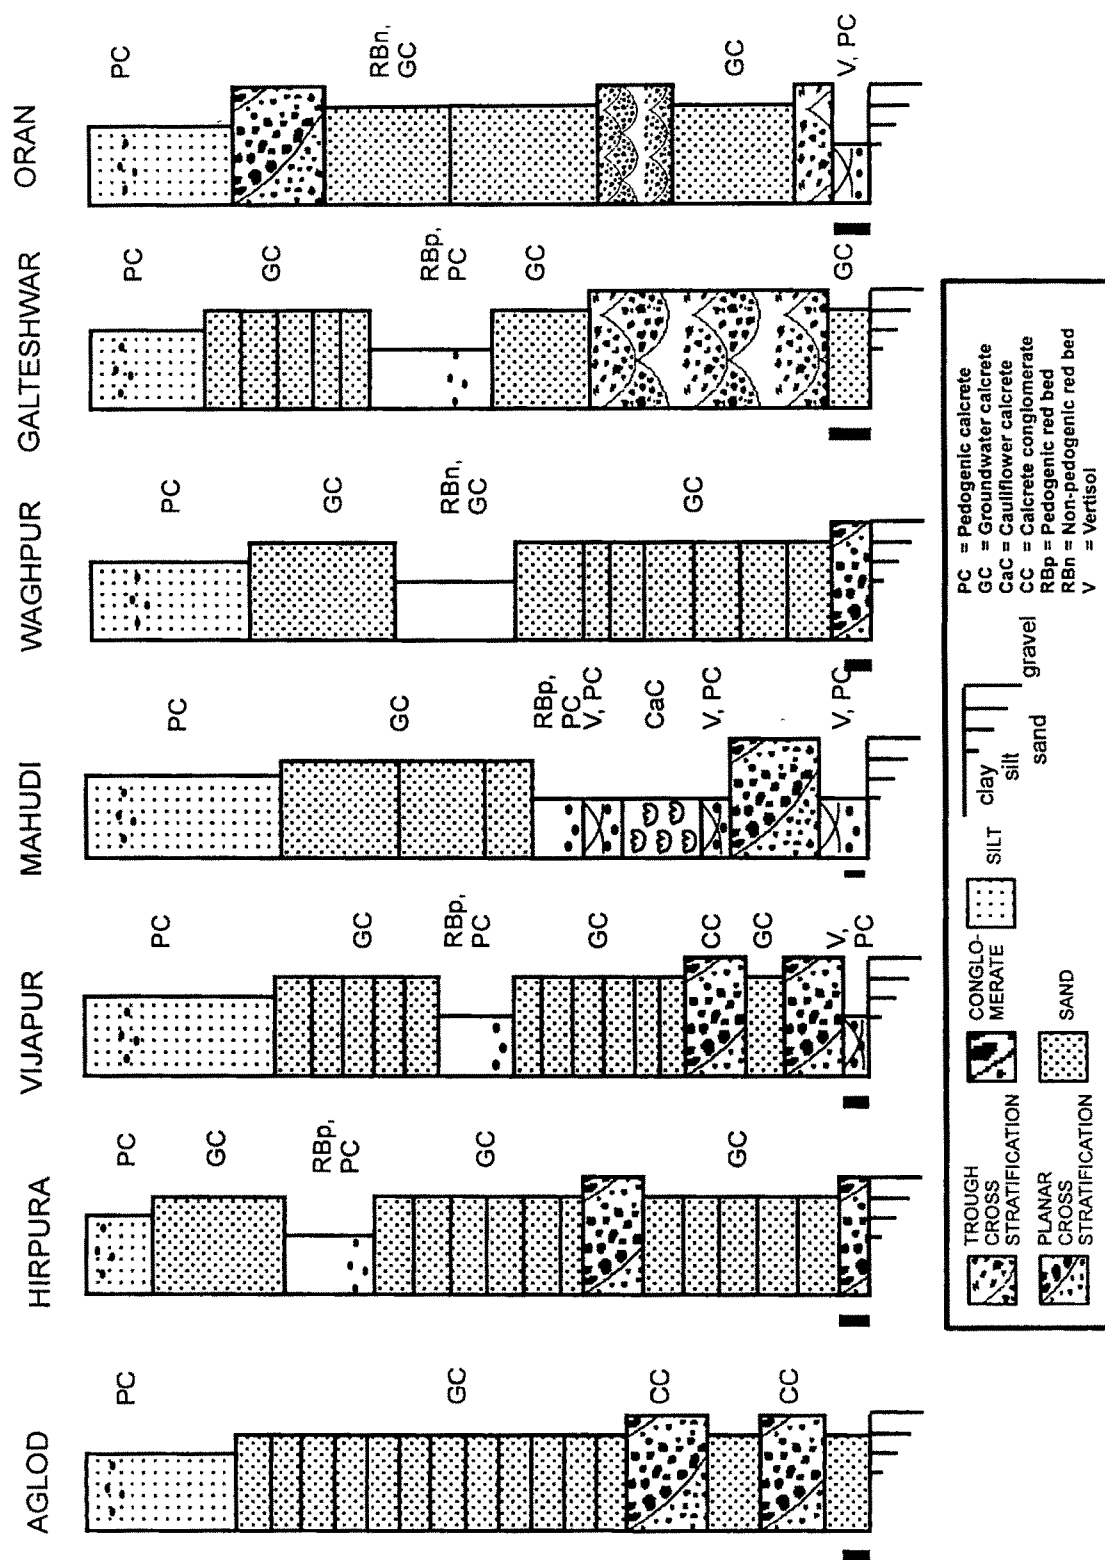 AGLOD
PC
GC
CC
CC
HIRPURA
PC
GC
RBp,
PC
GC
GC
VIJAPUR
PC
GC
RBp,
PC
GC
CC
GC
V,
PC
MAHUDI
PC
GC
RBp,
PC
V, PC
CaC
V, PC
V, PC
WAGHPUR
PC
GC
RBn,
GC
GC
GALTESHWAR
PC
GC
RBp,
PC
GC
GC
ORAN
PC
RBn,
GC
GC
V, PC
TROUGH
CROSS
STRATIFICATION
PLANAR
CROSS
STRATIFICATION
CONGLO-
MERATE
SAND
SILT
clay
silt
sand
gravel
PC = Pedogenic calcrete
GC = Groundwater calcrete
CaC = Cauliflower calcrete
CC = Calcrete conglomerate
RBp = Pedogenic red bed
RBn = Non-pedogenic red bed
V = Vertisol